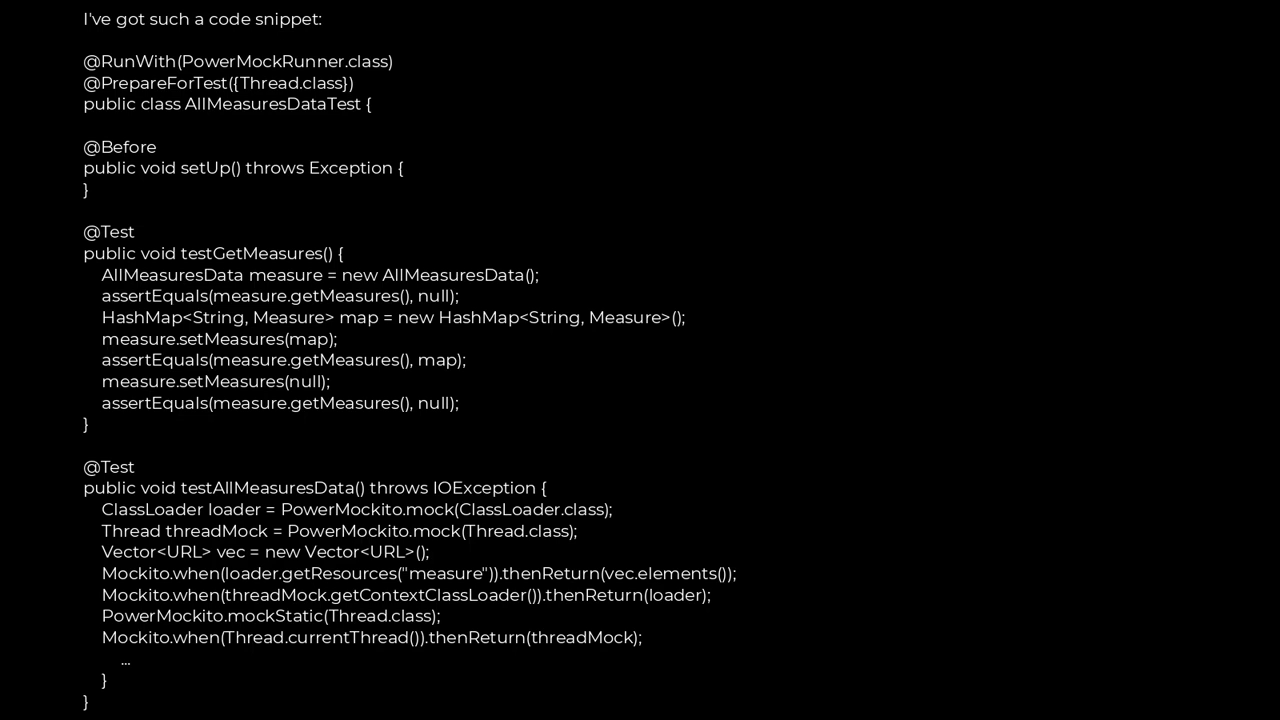 I've got such a code snippet:
@RunWith(PowerMockRunner.class)
@PrepareForTest({Thread.class})
public class AllMeasuresDataTest {
@Before
public void setUp() throws Exception {
}
@Test
public void testGetMeasures() {
AllMeasuresData measure = new AllMeasuresData();
assertEquals(measure.getMeasures(), null);
HashMap<String, Measure> map = new HashMap<String, Measure>();
measure.setMeasures(map);
assertEquals(measure.getMeasures(), map);
measure.setMeasures(null);
assertEquals(measure.getMeasures(), null);
}
@Test
public void testAllMeasuresData() throws IOException {
ClassLoader loader = PowerMockito.mock(ClassLoader.class);
Thread threadMock = PowerMockito.mock(Thread.class);
Vector<URL> vec = new Vector<URL>();
Mockito.when(loader.getResources("measure")).thenReturn(vec.elements());
Mockito.when(threadMock.getContextClassLoader()).thenReturn(loader);
PowerMockito.mockStatic(Thread.class);
Mockito.when(Thread.currentThread()).thenReturn(threadMock);
...
}
}